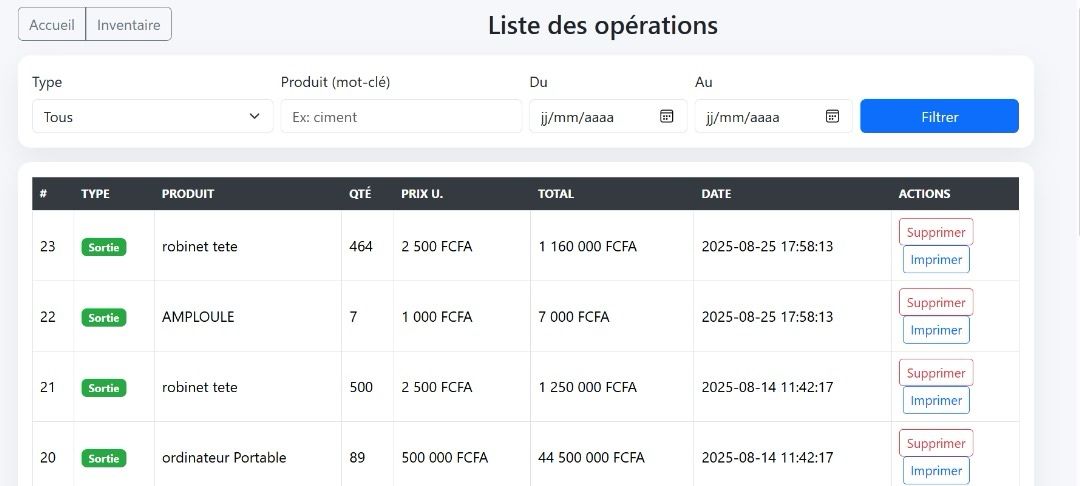 Accueil Inventaire
Liste des opérations
Type Produit (mot-clé) Du Au
Tous Ex: ciment jj/mm/aaaa jj/mm/aaaa Filtrer
# TYPE PRODUIT QTÉ PRIX U. TOTAL DATE ACTIONS
23 Sortie robinet tete 464 2 500 FCFA 1 160 000 FCFA 2025-08-25 17:58:13 Supprimer
Imprimer
22 Sortie AMPLOULE 7 1 000 FCFA 7 000 FCFA 2025-08-25 17:58:13 Supprimer
Imprimer
21 Sortie robinet tete 500 2 500 FCFA 1 250 000 FCFA 2025-08-14 11:42:17 Supprimer
Imprimer
20 Sortie ordinateur Portable 89 500 000 FCFA 44 500 000 FCFA 2025-08-14 11:42:17 Supprimer
Imprimer